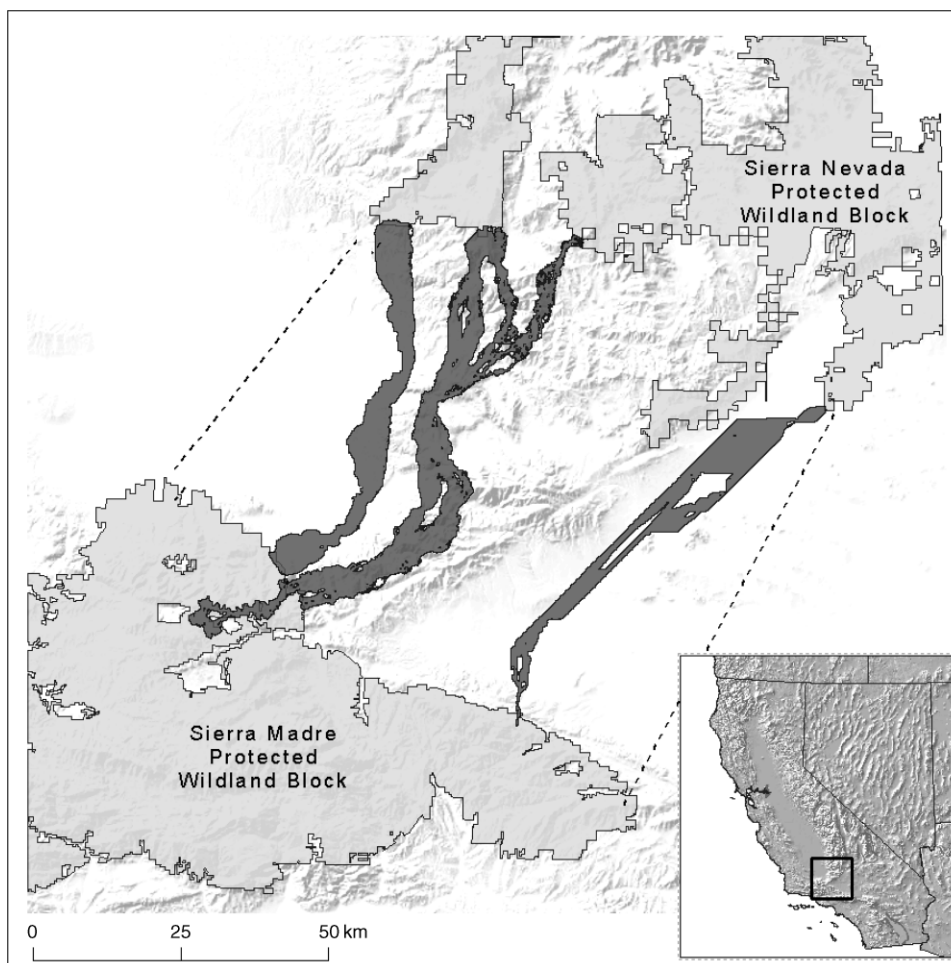 Sierra Nevada
Protected
Wildland Block
Sierra Madre
Protected
Wildland Block
0 25 50 km